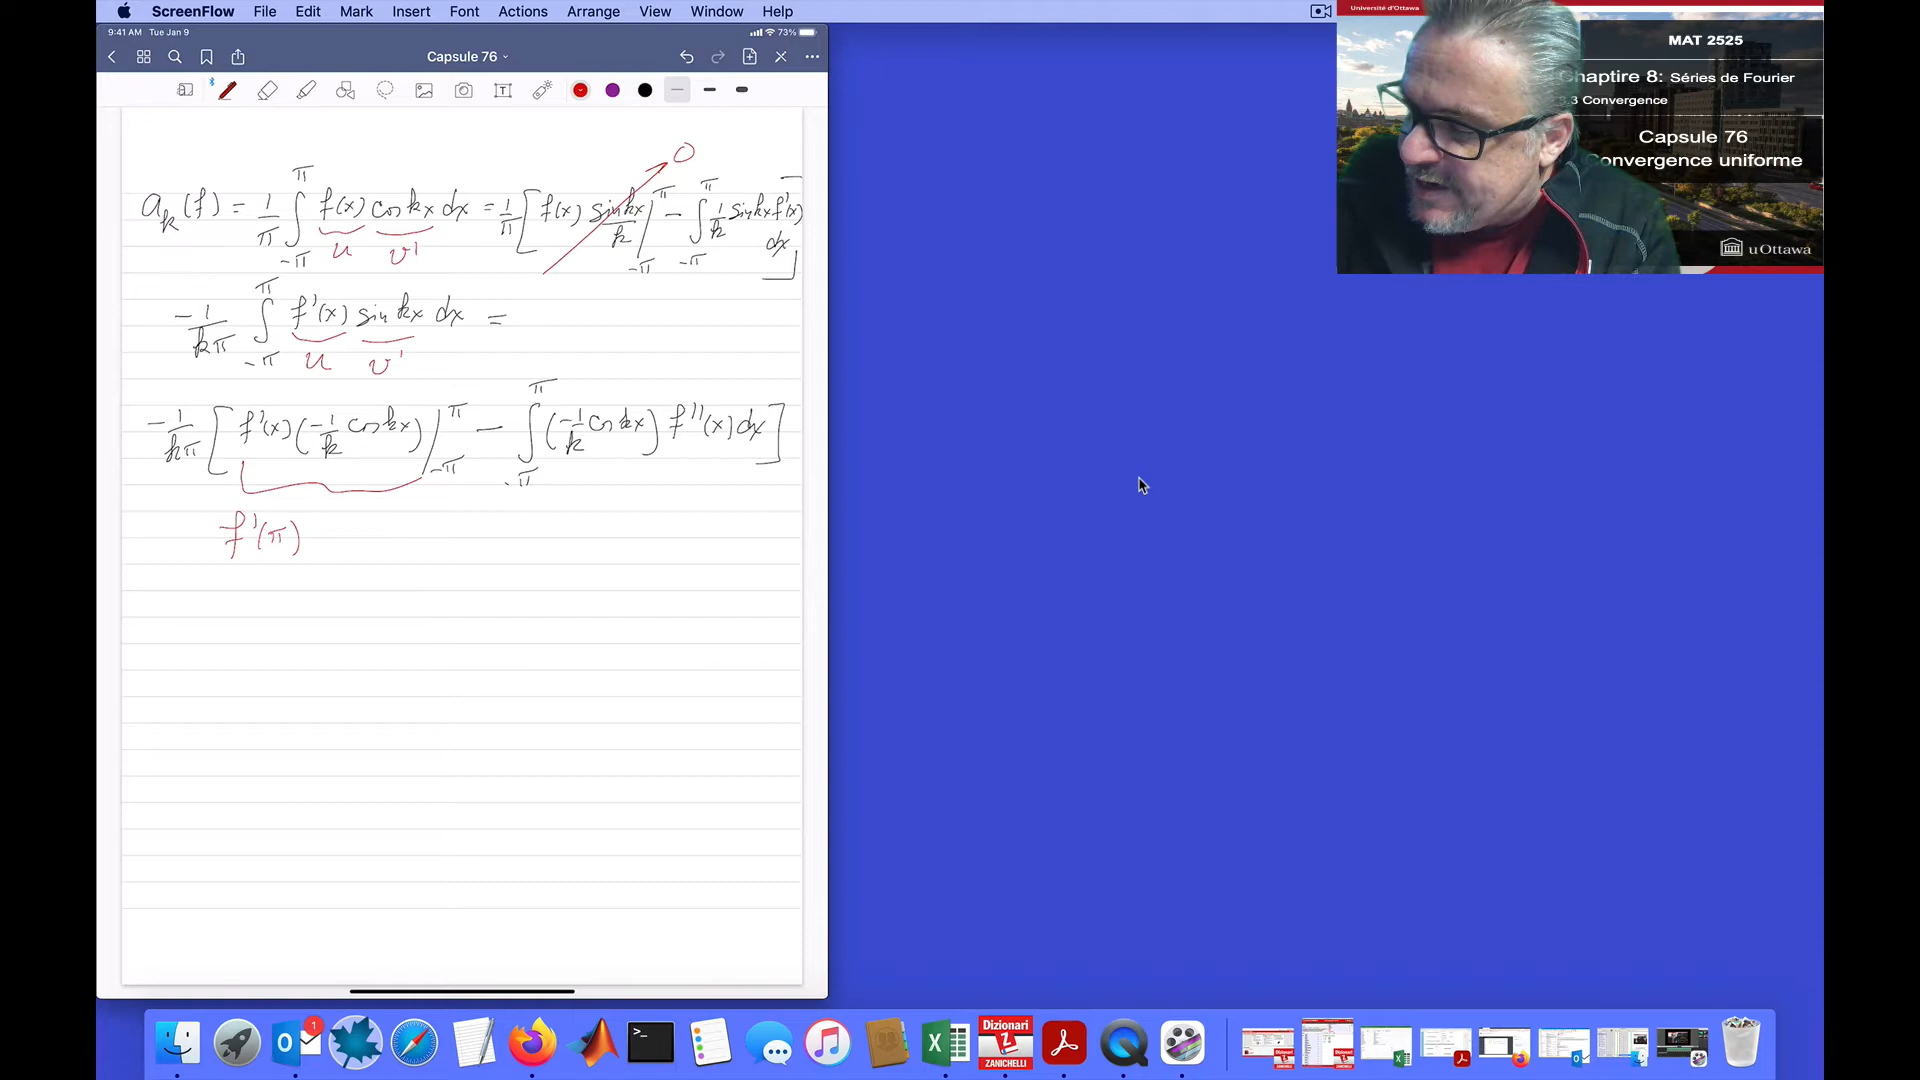 ScreenFlow File Edit Mark Insert Font Actions Arrange View Window Help
9:41 AM Tue Jan 9 73%
Capsule 76
a_k(f) = 1/π ∫_{-π}^{π} f(x) cos kx dx = 1/π [ f(x) sin kx / k |_{-π}^{π} - ∫_{-π}^{π} 1/k sin kx f'(x) dx ]
0
u v'
-1/kπ ∫_{-π}^{π} f'(x) sin kx dx =
u v'
-1/kπ [ f'(x) (-1/k cos kx) |_{-π}^{π} - ∫_{-π}^{π} (-1/k cos kx) f''(x) dx ]
f'(π)
Université d'Ottawa
MAT 2525
Chapitre 8: Séries de Fourier
3 Convergence
Capsule 76
Convergence uniforme
uOttawa
1
Dizionari
Z
ZANICHELLI